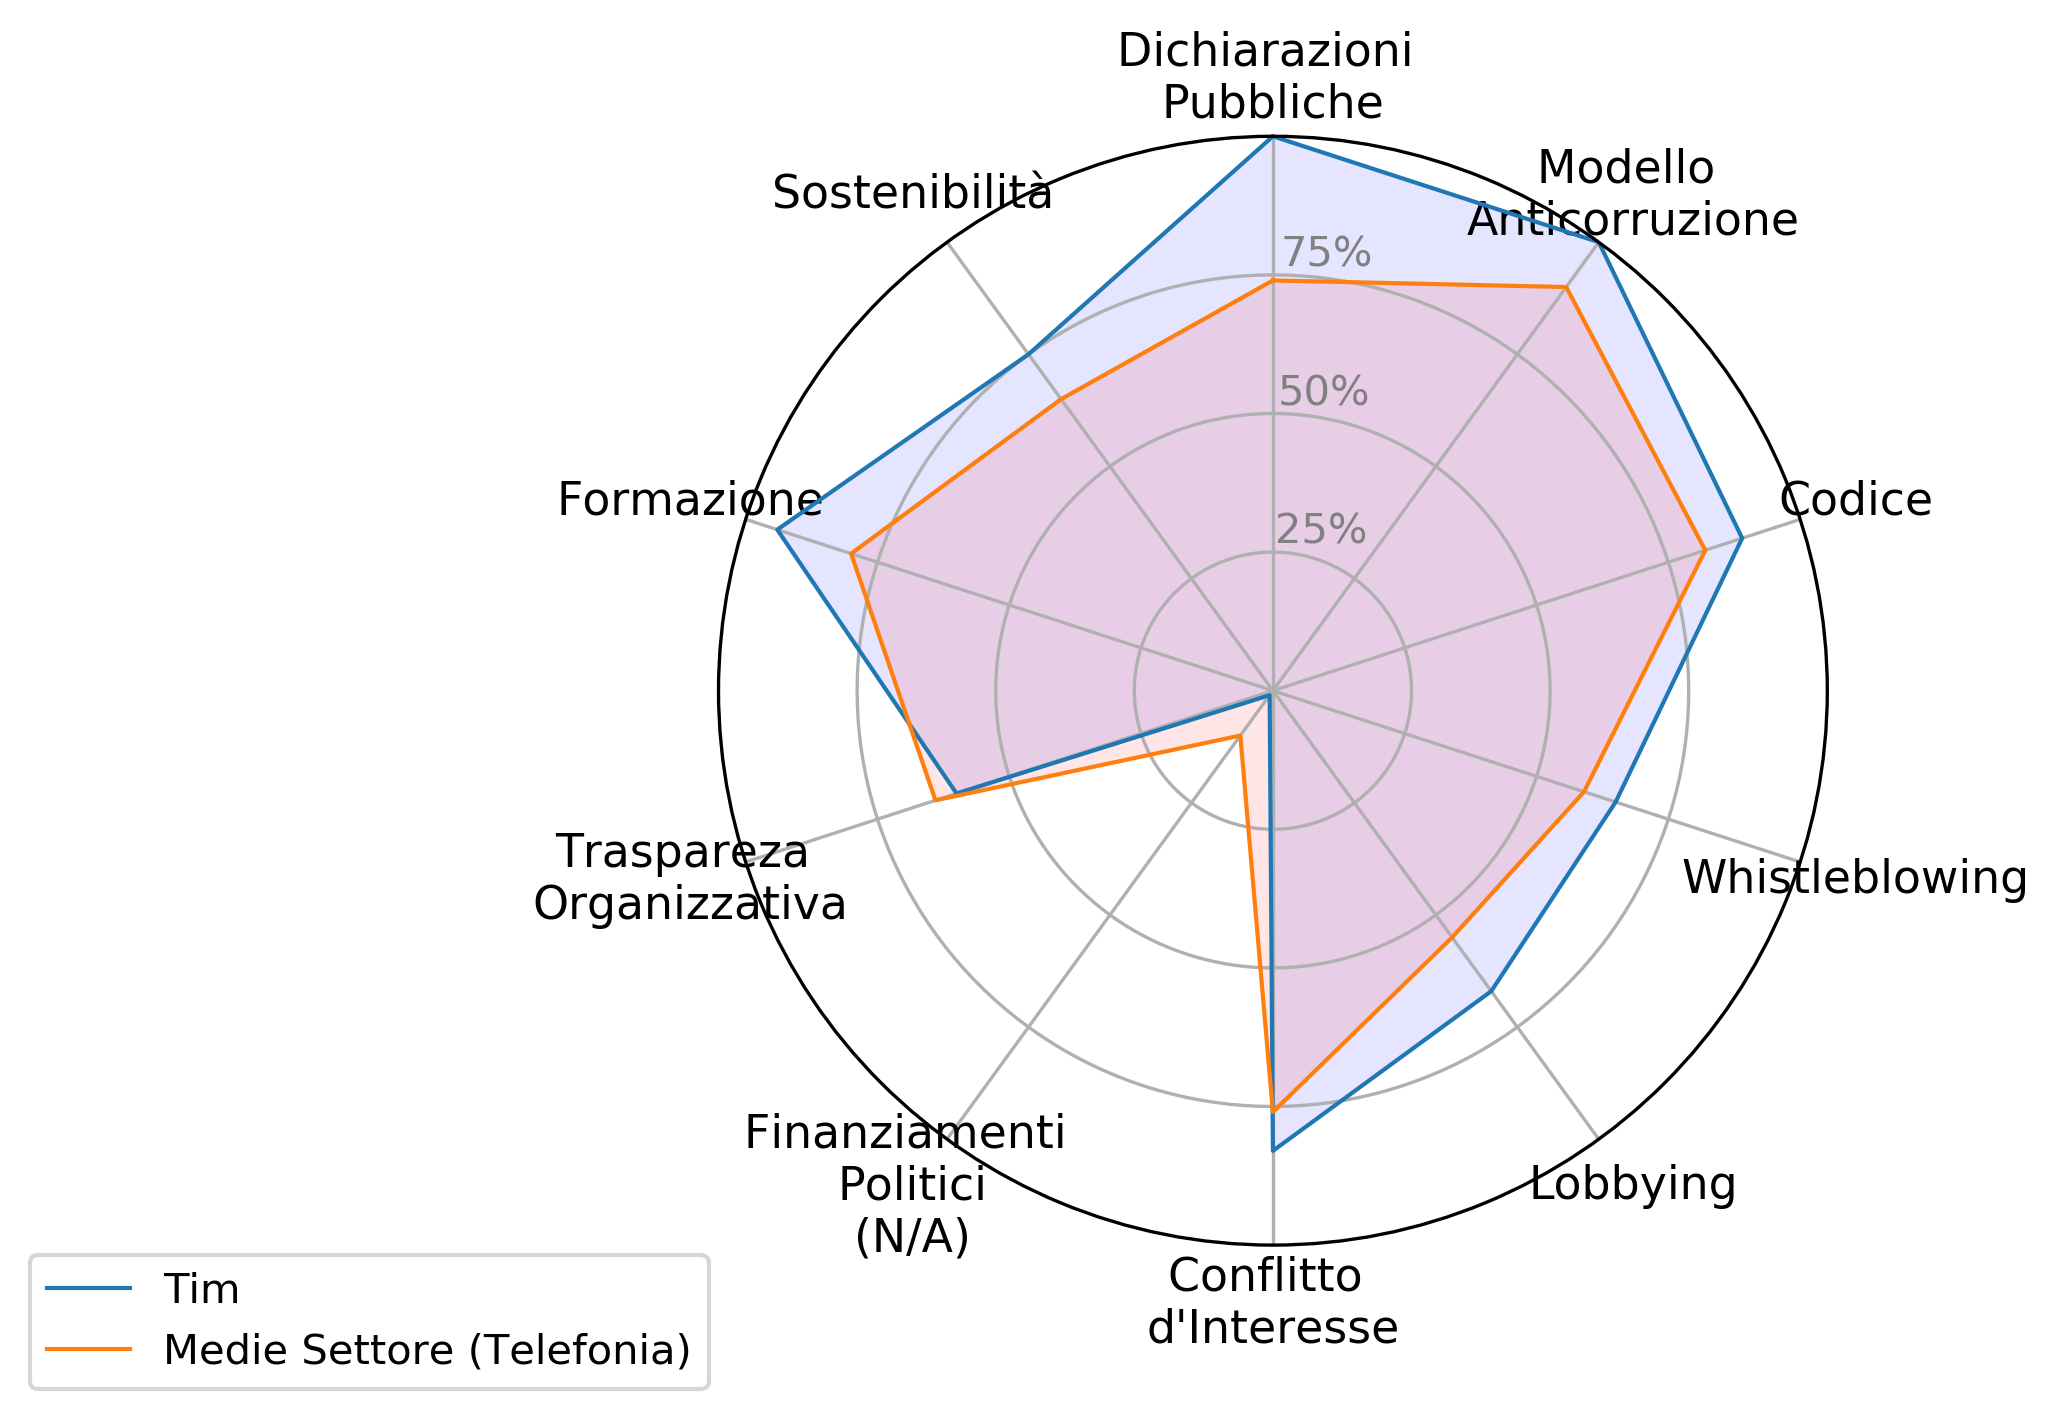 Dichiarazioni
Pubbliche
Modello
Anticorruzione
Sostenibilità
75%
50%
Formazione
Codice
25%
Traspareza
Organizzativa
Whistleblowing
Finanziamenti
Politici
(N/A)
Lobbying
Conflitto
d'Interesse
Tim
Medie Settore (Telefonia)